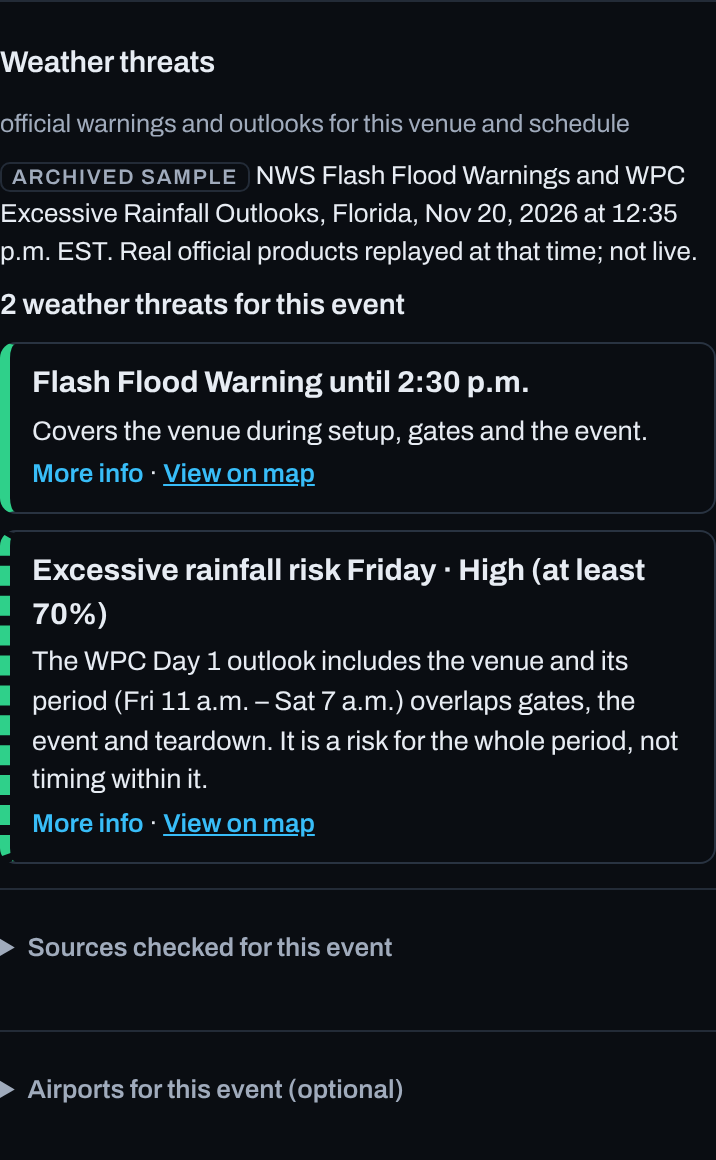 Weather threats
official warnings and outlooks for this venue and schedule
ARCHIVED SAMPLE NWS Flash Flood Warnings and WPC
Excessive Rainfall Outlooks, Florida, Nov 20, 2026 at 12:35
p.m. EST. Real official products replayed at that time; not live.
2 weather threats for this event
Flash Flood Warning until 2:30 p.m.
Covers the venue during setup, gates and the event.
More info · View on map
Excessive rainfall risk Friday · High (at least
70%)
The WPC Day 1 outlook includes the venue and its
period (Fri 11 a.m. – Sat 7 a.m.) overlaps gates, the
event and teardown. It is a risk for the whole period, not
timing within it.
More info · View on map
Sources checked for this event
Airports for this event (optional)